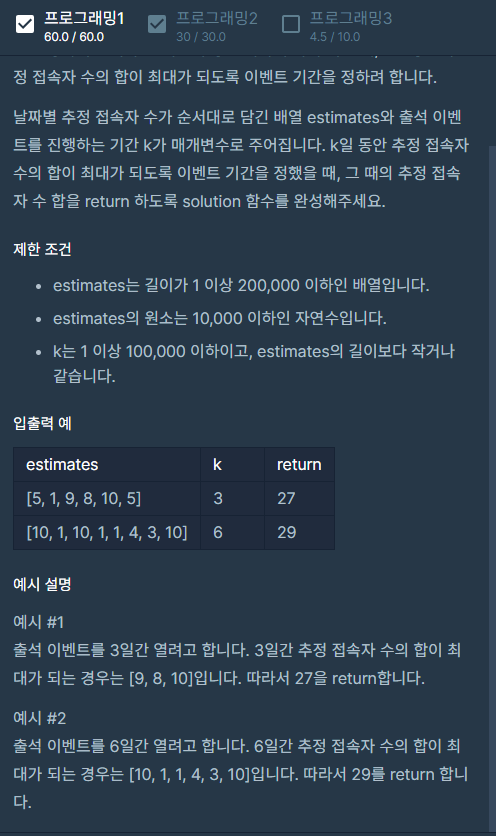 프로그래밍1
60.0 / 60.0
프로그래밍2
30 / 30.0
프로그래밍3
4.5 / 10.0
정 접속자 수의 합이 최대가 되도록 이벤트 기간을 정하려 합니다.
날짜별 추정 접속자 수가 순서대로 담긴 배열 estimates와 출석 이벤
트를 진행하는 기간 k가 매개변수로 주어집니다. k일 동안 추정 접속자
수의 합이 최대가 되도록 이벤트 기간을 정했을 때, 그 때의 추정 접속
자 수 합을 return 하도록 solution 함수를 완성해주세요.
제한 조건
• estimates는 길이가 1 이상 200,000 이하인 배열입니다.
• estimates의 원소는 10,000 이하인 자연수입니다.
• k는 1 이상 100,000 이하이고, estimates의 길이보다 작거나
같습니다.
입출력 예
estimates k return
[5, 1, 9, 8, 10, 5] 3 27
[10, 1, 10, 1, 1, 4, 3, 10] 6 29
예시 설명
예시 #1
출석 이벤트를 3일간 열려고 합니다. 3일간 추정 접속자 수의 합이 최
대가 되는 경우는 [9, 8, 10]입니다. 따라서 27을 return합니다.
예시 #2
출석 이벤트를 6일간 열려고 합니다. 6일간 추정 접속자 수의 합이 최
대가 되는 경우는 [10, 1, 1, 4, 3, 10]입니다. 따라서 29를 return 합니
다.